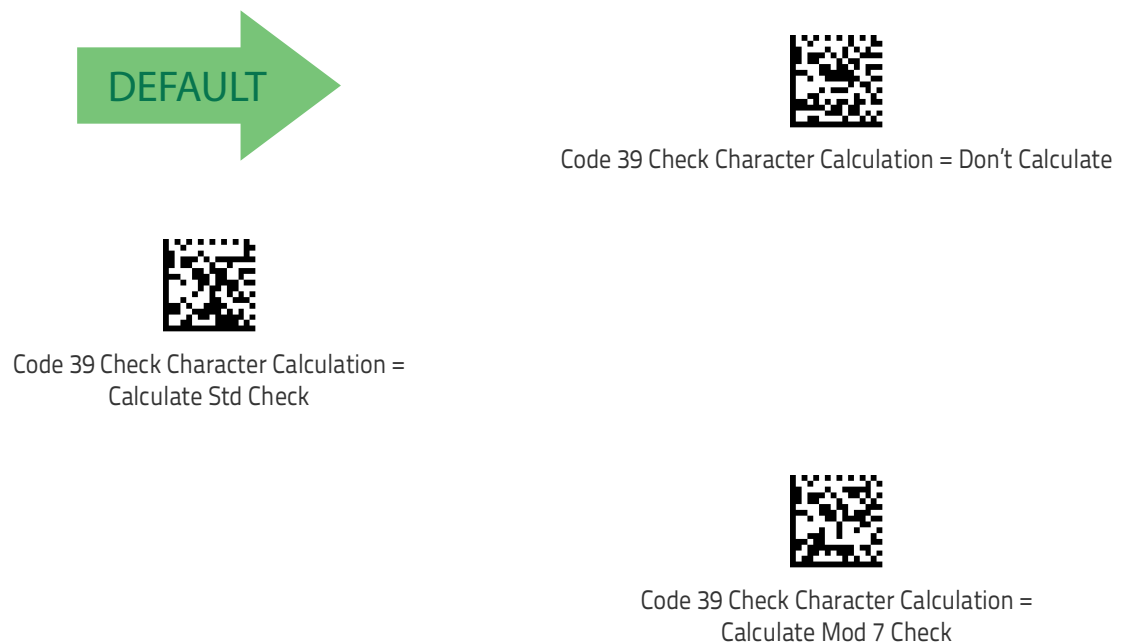 DEFAULT
Code 39 Check Character Calculation = Don’t Calculate
Code 39 Check Character Calculation =
Calculate Std Check
Code 39 Check Character Calculation =
Calculate Mod 7 Check